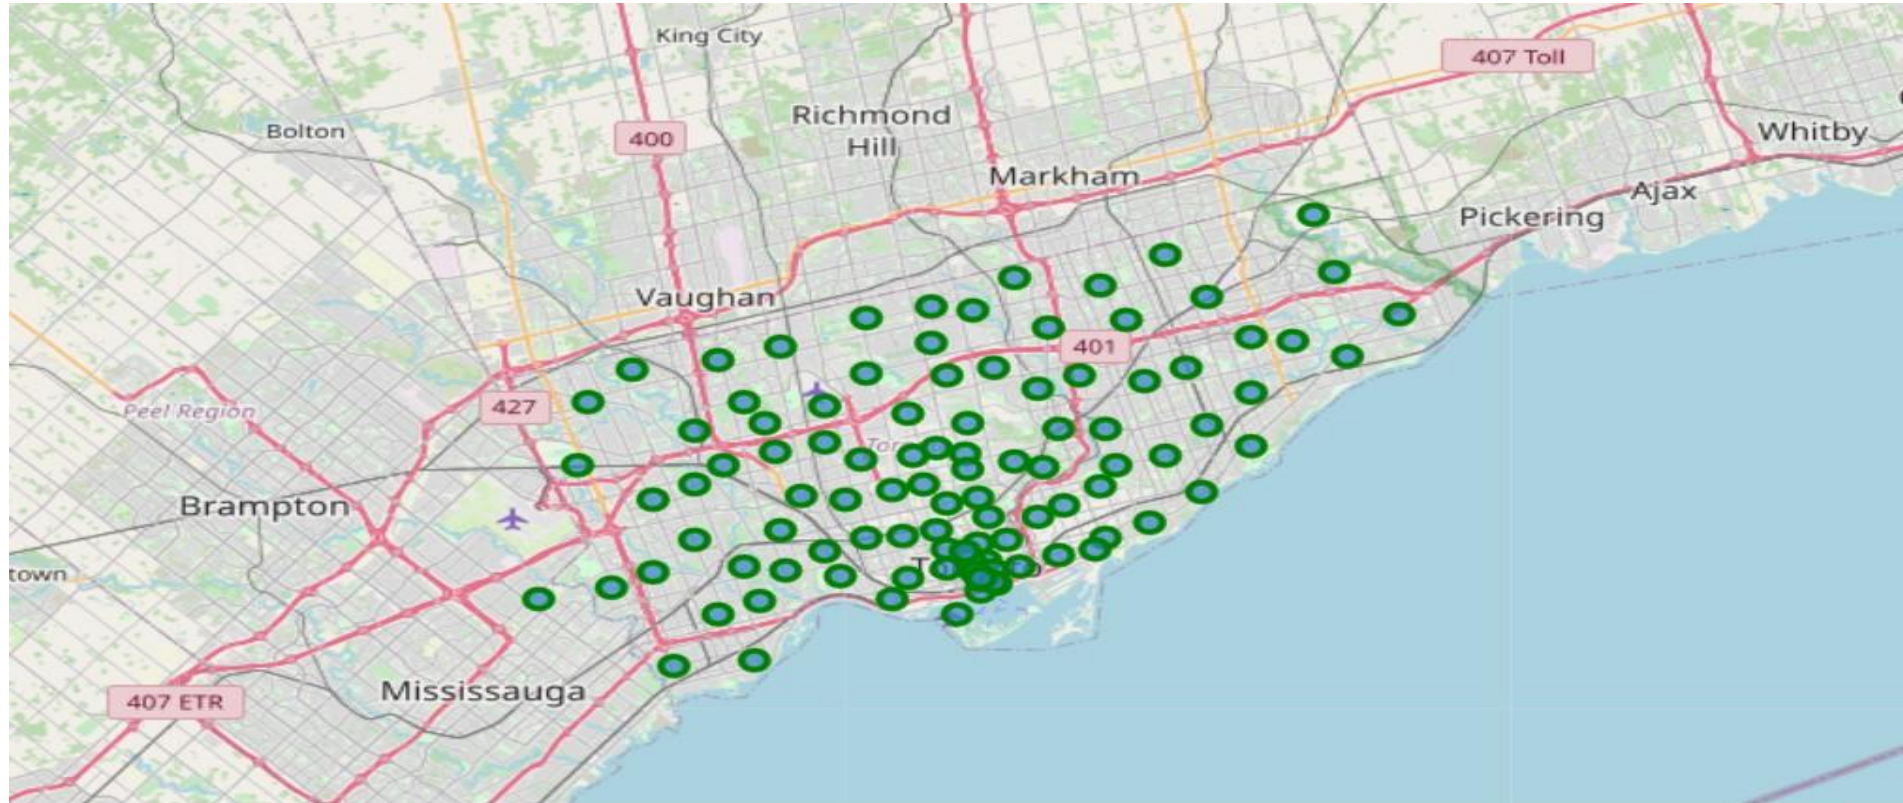 King City
407 Toll
Richmond
Hill
Bolton
400
Whitby
Markham
Ajax
Pickering
Vaughan
401
427
Peel Region
Brampton
town
Mississauga
407 ETR